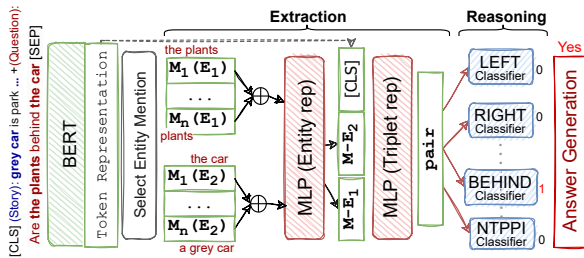 Extraction
Reasoning
[CLS] (Story): grey car is park ... +(Question):
Are the plants behind the car [SEP]
BERT
Token Representation
Select Entity Mention
the plants
M1(E1)
...
Mn(E1)
plants
the car
M1(E2)
...
Mn(E2)
a grey car
MLP (Entity rep)
[CLS]
M-E2
M-E1
MLP (Triplet rep)
pair
LEFT
Classifier
0
RIGHT
Classifier
0
BEHIND
Classifier
1
NTPPI
Classifier
0
Yes
Answer Generation